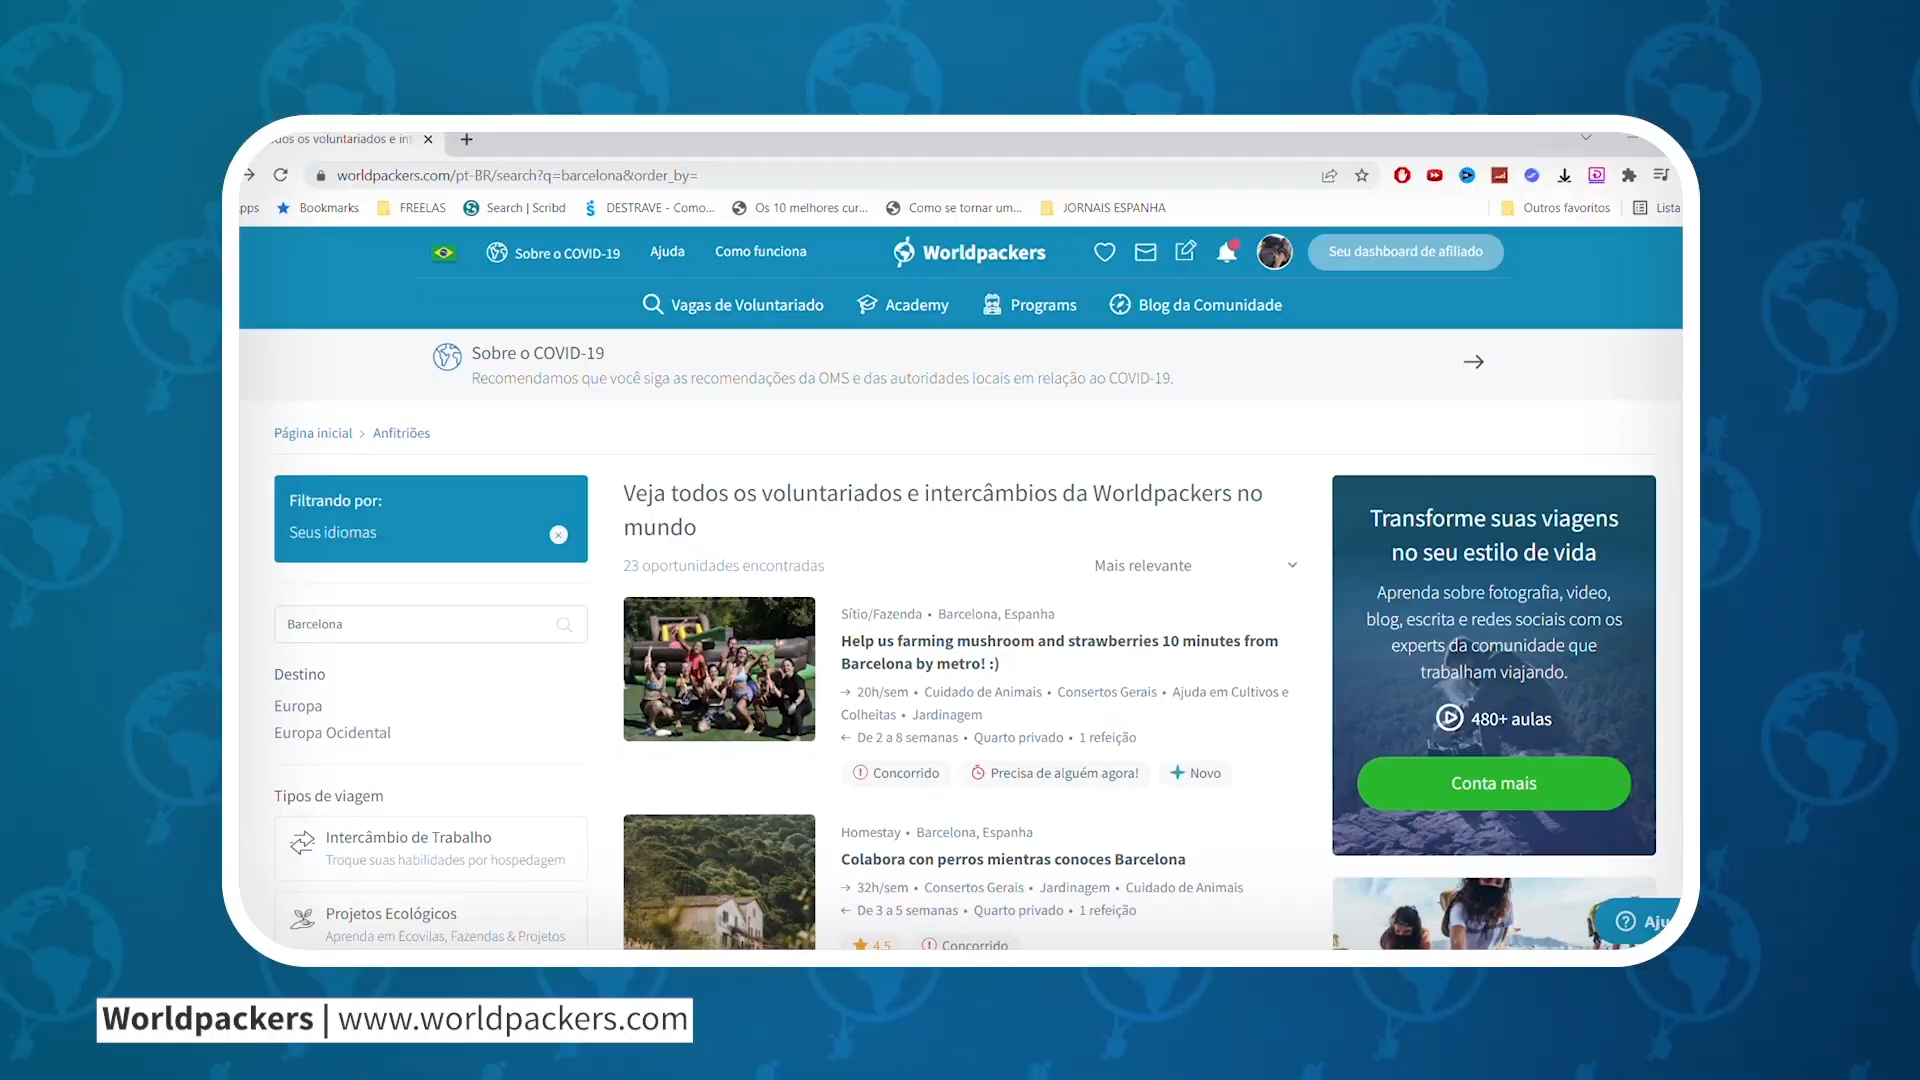 dos os voluntariados e in
worldpackers.com/pt-BR/search?q=barcelona&order_by=
pps Bookmarks FREELAS Search | Scribd DESTRAVE - Como... Os 10 melhores cur... Como se tornar um... JORNAIS ESPANHA Outros favoritos Lista
Sobre o COVID-19 Ajuda Como funciona Worldpackers Seu dashboard de afiliado
Vagas de Voluntariado Academy Programs Blog da Comunidade
Sobre o COVID-19
Recomendamos que você siga as recomendações da OMS e das autoridades locais em relação ao COVID-19.
Página inicial > Anfitriões
Filtrando por:
Seus idiomas
Barcelona
Destino
Europa
Europa Ocidental
Tipos de viagem
Intercâmbio de Trabalho
Troque suas habilidades por hospedagem
Projetos Ecológicos
Aprenda em Ecovilas, Fazendas & Projetos
Veja todos os voluntariados e intercâmbios da Worldpackers no
mundo
23 oportunidades encontradas Mais relevante
Sítio/Fazenda • Barcelona, Espanha
Help us farming mushroom and strawberries 10 minutes from
Barcelona by metro! :)
→ 20h/sem • Cuidado de Animais • Consertos Gerais • Ajuda em Cultivos e
Colheitas • Jardinagem
← De 2 a 8 semanas • Quarto privado • 1 refeição
Concorrido Precisa de alguém agora! Novo
Homestay • Barcelona, Espanha
Colabora con perros mientras conoces Barcelona
→ 32h/sem • Consertos Gerais • Jardinagem • Cuidado de Animais
← De 3 a 5 semanas • Quarto privado • 1 refeição
4.5 Concorrido
Transforme suas viagens
no seu estilo de vida
Aprenda sobre fotografia, video,
blog, escrita e redes sociais com os
experts da comunidade que
trabalham viajando.
480+ aulas
Conta mais
Aju
Worldpackers | www.worldpackers.com